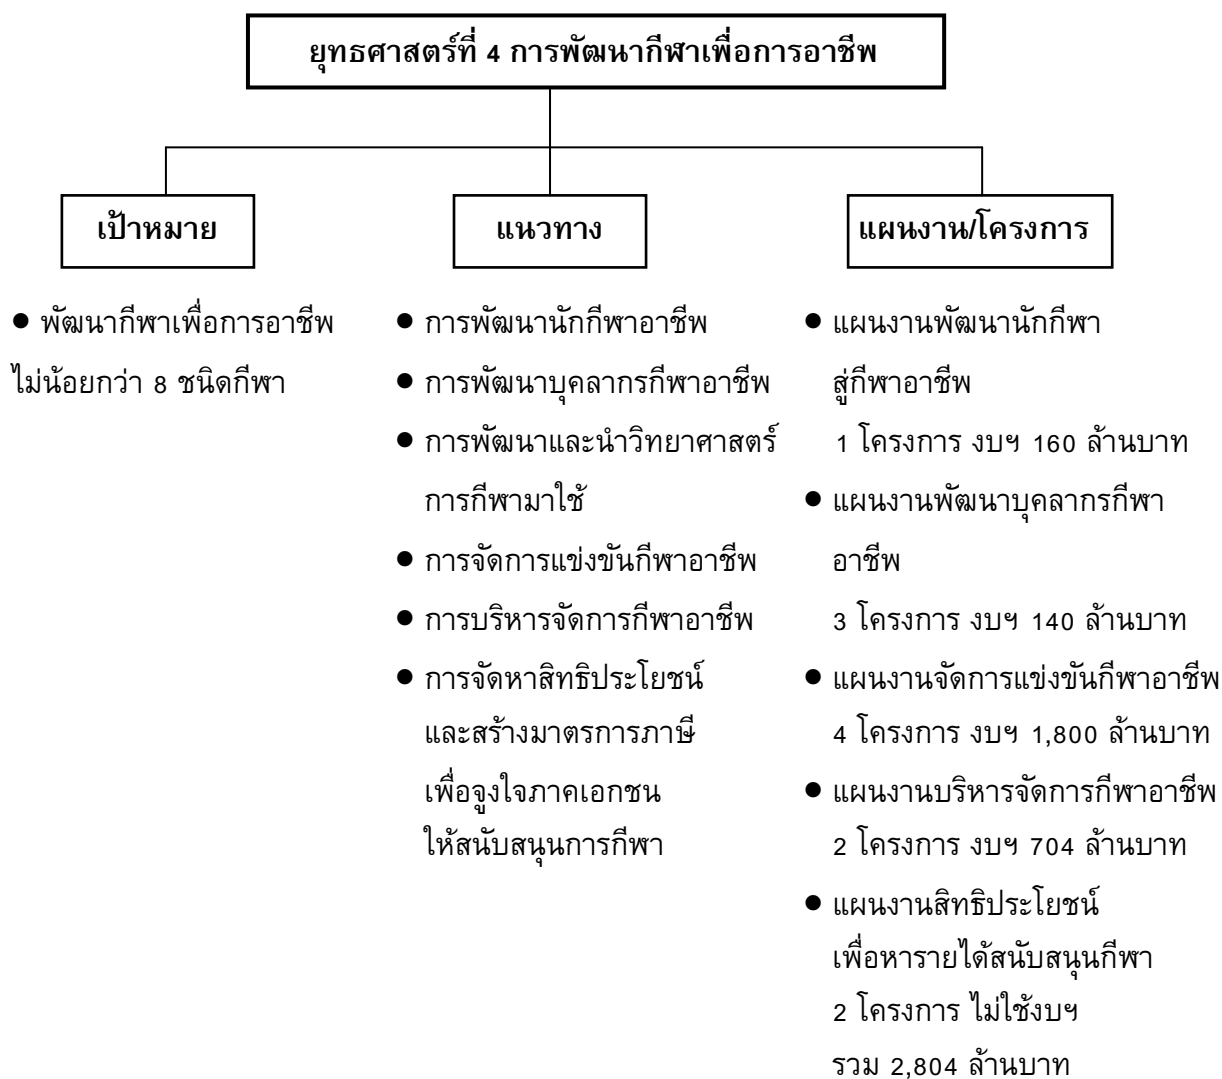 ยุทธศาสตร์ที่ 4 การพัฒนากีฬาเพื่อการอาชีพ
เป้าหมาย
● พัฒนากีฬาเพื่อการอาชีพ
ไม่น้อยกว่า 8 ชนิดกีฬา
แนวทาง
● การพัฒนานักกีฬาอาชีพ
● การพัฒนาบุคลากรกีฬาอาชีพ
● การพัฒนาและนำวิทยาศาสตร์
การกีฬามาใช้
● การจัดการแข่งขันกีฬาอาชีพ
● การบริหารจัดการกีฬาอาชีพ
● การจัดหาสิทธิประโยชน์
และสร้างมาตรการภาษี
เพื่อจูงใจภาคเอกชน
ให้สนับสนุนการกีฬา
แผนงาน/โครงการ
● แผนงานพัฒนานักกีฬา
สู่กีฬาอาชีพ
1 โครงการ งบฯ 160 ล้านบาท
● แผนงานพัฒนาบุคลากรกีฬา
อาชีพ
3 โครงการ งบฯ 140 ล้านบาท
● แผนงานจัดการแข่งขันกีฬาอาชีพ
4 โครงการ งบฯ 1,800 ล้านบาท
● แผนงานบริหารจัดการกีฬาอาชีพ
2 โครงการ งบฯ 704 ล้านบาท
● แผนงานสิทธิประโยชน์
เพื่อหารายได้สนับสนุนกีฬา
2 โครงการ ไม่ใช้งบฯ
รวม 2,804 ล้านบาท